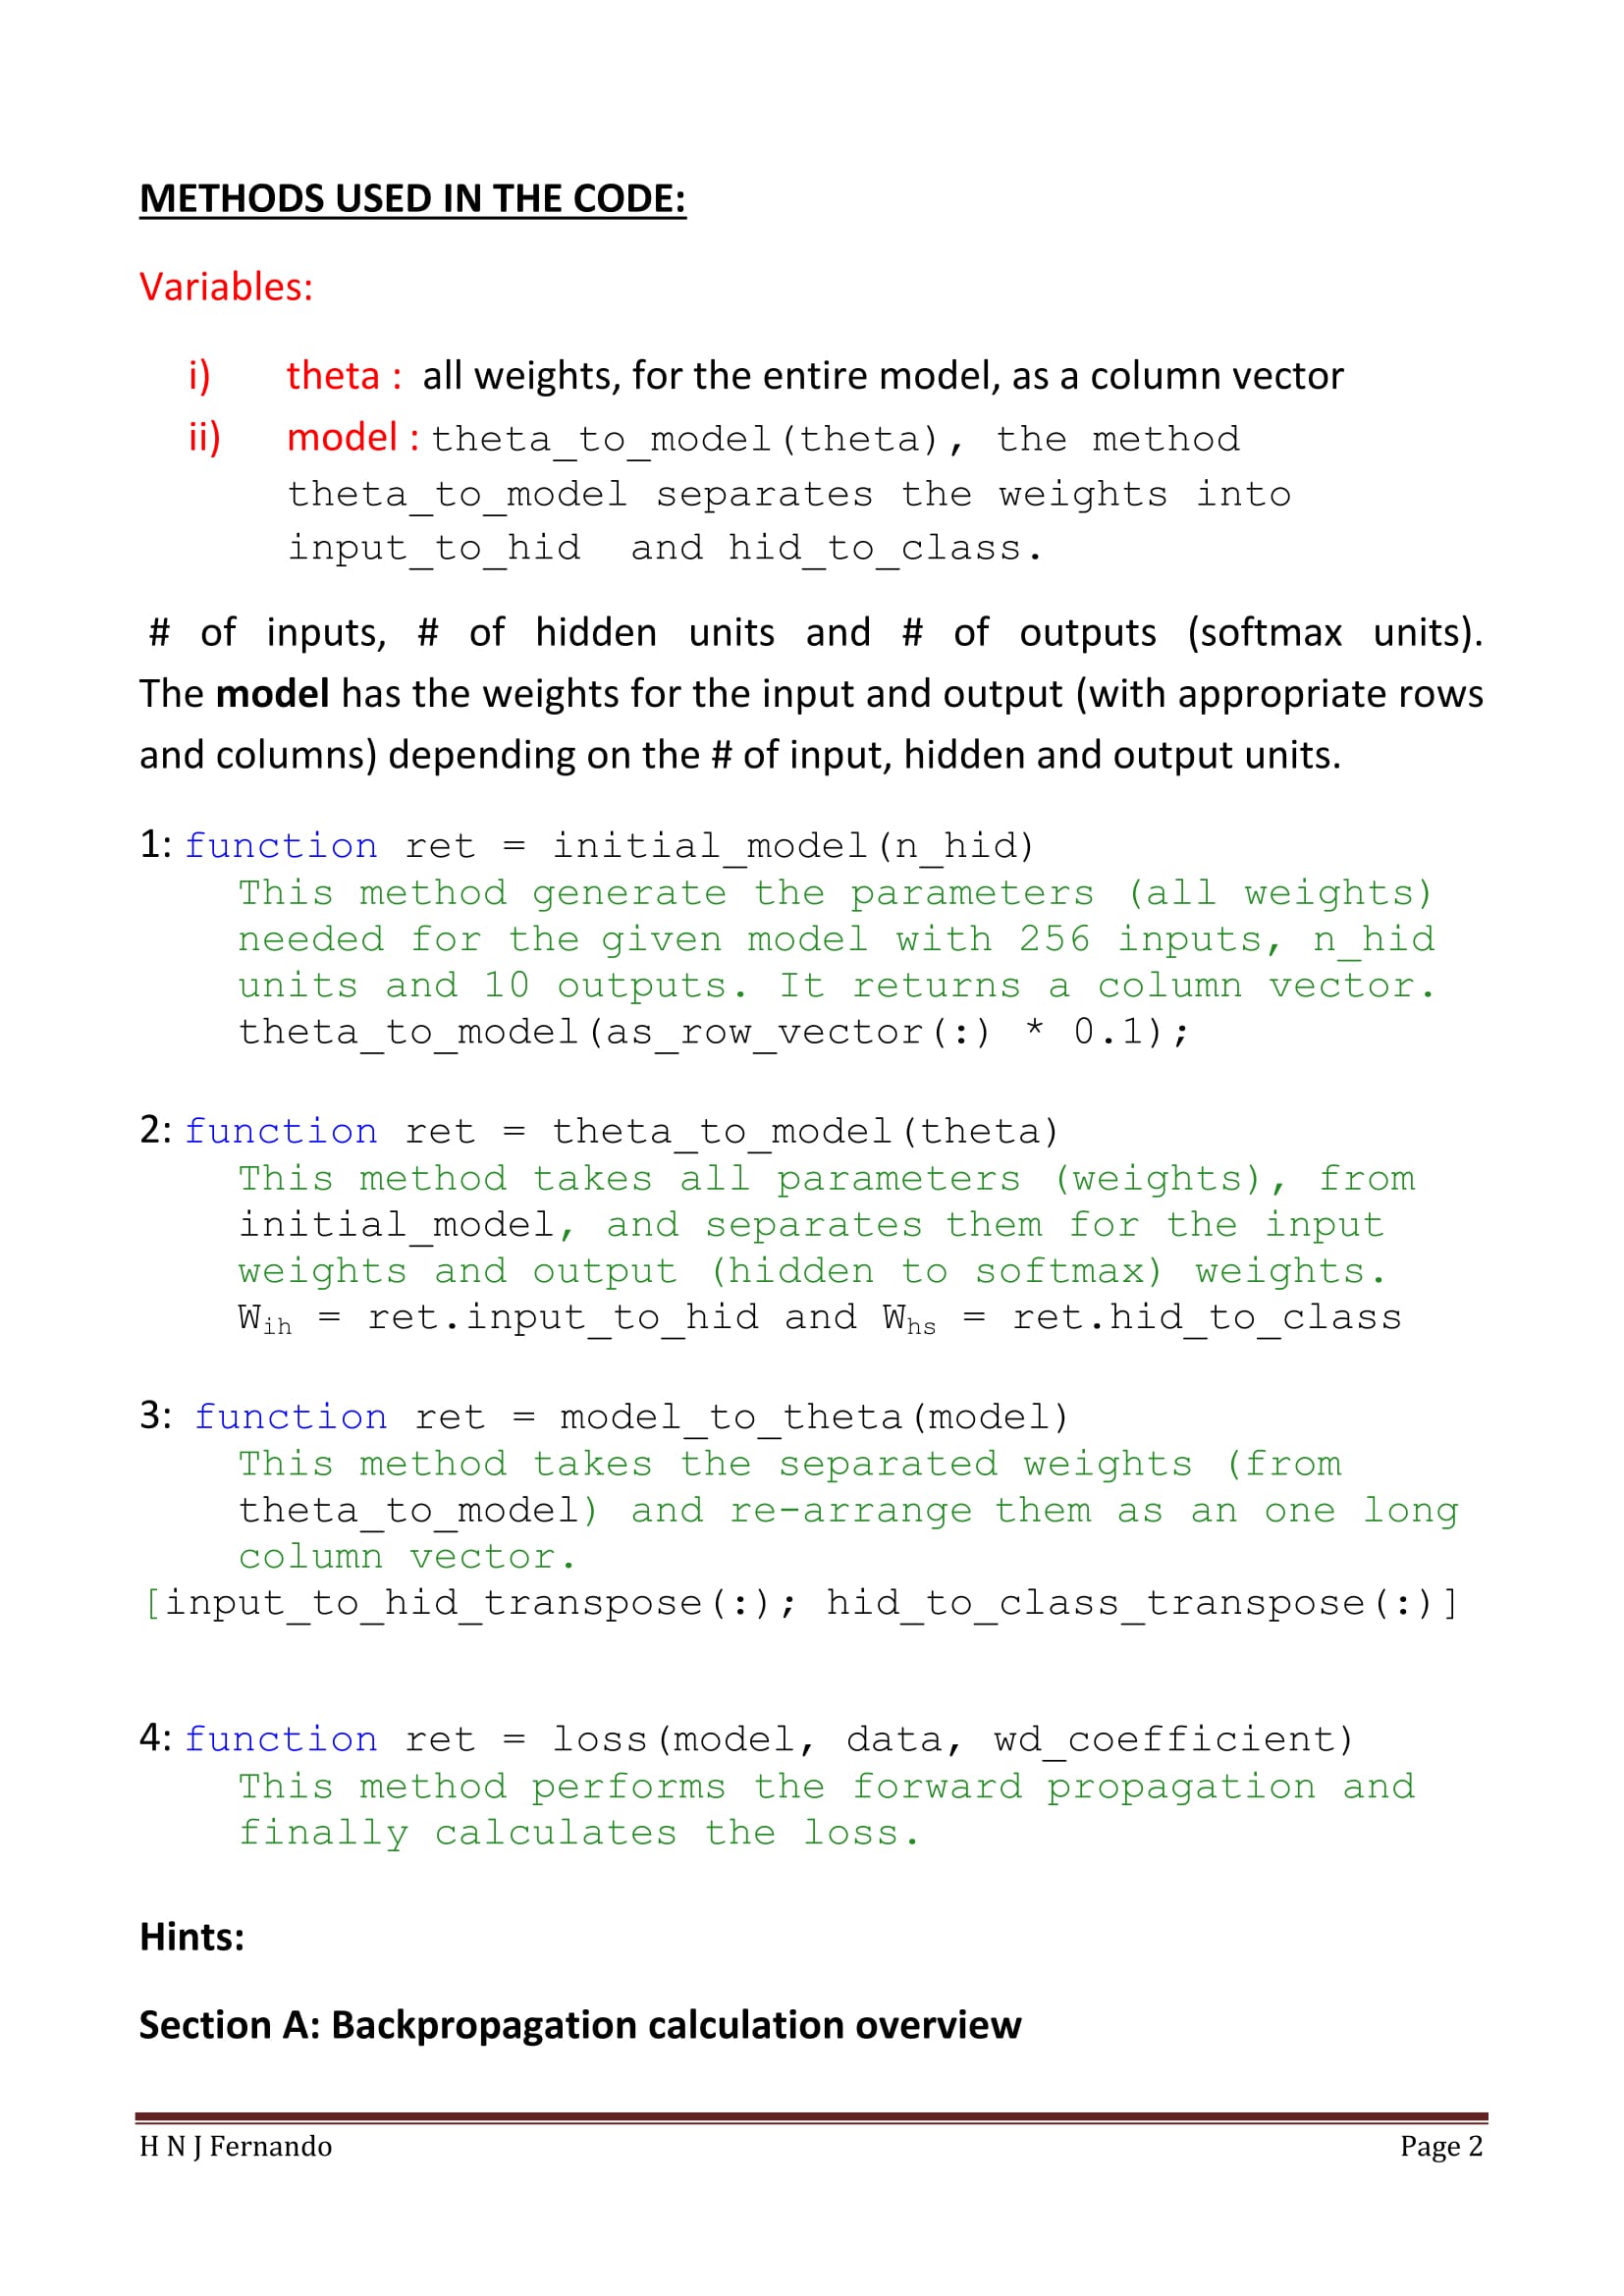 METHODS USED IN THE CODE:
Variables:
i) theta : all weights, for the entire model, as a column vector
ii) model : theta_to_model(theta), the method
theta_to_model separates the weights into
input_to_hid and hid_to_class.
# of inputs, # of hidden units and # of outputs (softmax units).
The model has the weights for the input and output (with appropriate rows
and columns) depending on the # of input, hidden and output units.
1: function ret = initial_model(n_hid)
This method generate the parameters (all weights)
needed for the given model with 256 inputs, n_hid
units and 10 outputs. It returns a column vector.
theta_to_model(as_row_vector(:) * 0.1);
2: function ret = theta_to_model(theta)
This method takes all parameters (weights), from
initial_model, and separates them for the input
weights and output (hidden to softmax) weights.
Wih = ret.input_to_hid and Whs = ret.hid_to_class
3: function ret = model_to_theta(model)
This method takes the separated weights (from
theta_to_model) and re-arrange them as an one long
column vector.
[input_to_hid_transpose(:); hid_to_class_transpose(:)]
4: function ret = loss(model, data, wd_coefficient)
This method performs the forward propagation and
finally calculates the loss.
Hints:
Section A: Backpropagation calculation overview
H N J Fernando Page 2